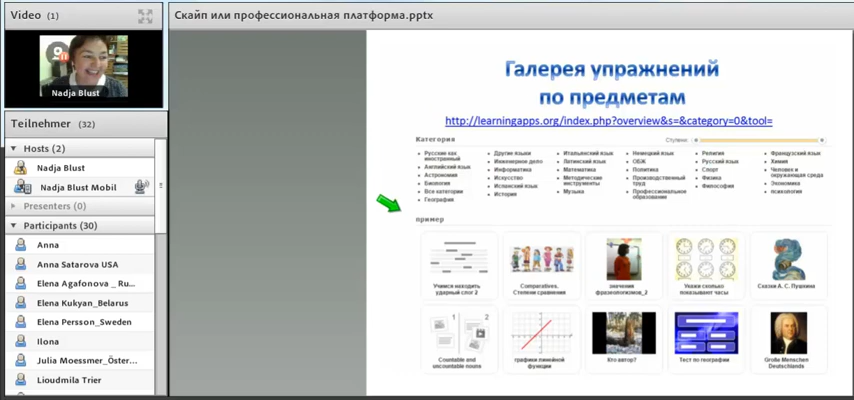 Video (1)
Скайп или профессиональная платформа.pptx
Nadja Blust
Teilnehmer (32)
Hosts (2)
Nadja Blust
Nadja Blust Mobil
Presenters (0)
Participants (30)
Anna
Anna Satarova USA
Elena Agafonova _ Ru...
Elena Kukyan_Belarus
Elena Persson_Sweden
Ilona
Julia Moessmer_Öster...
Lioudmila Trier
Галерея упражнений
по предметам
http://learningapps.org/index.php?overview&s=&category=0&tool=
Категория
Ступени:
Русские как
иностранный
Английский язык
Астрономия
Биология
Все категории
География
Другие языки
Инженерное дело
Информатика
Искусство
Испанский язык
История
Итальянский язык
Латинский язык
Математика
Методические
инструменты
Музыка
Немецкий язык
ОБЖ
Политика
Производственный
труд
Профессиональное
образование
Религия
Русский язык
Спорт
Физика
Философия
Французский язык
Химия
Человек и
окружающая среда
Экономика
психология
пример
Учимся находить
ударный слог 2
Comparatives.
Степени сравнения
значения
фразеологизмов_2
Укажи сколько
показывают часы
Сказки А. С. Пушкина
1
2
Countable and
uncountable nouns
графики линейной
функции
Кто автор?
Тест по географии
Große Menschen
Deutschlands